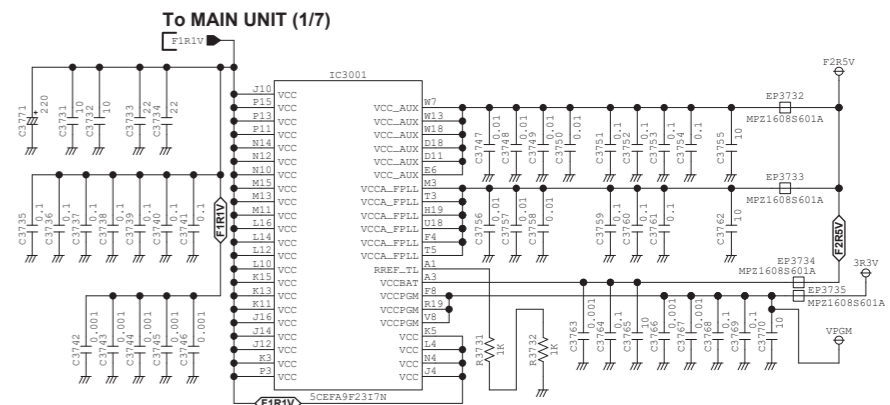 To MAIN UNIT (1/7)
F1R1V
IC3001
J10 VCC
P15 VCC
P13 VCC
P11 VCC
N14 VCC
N12 VCC
N10 VCC
M15 VCC
M13 VCC
M11 VCC
L16 VCC
L14 VCC
L12 VCC
L10 VCC
K15 VCC
K13 VCC
K11 VCC
J16 VCC
J14 VCC
J12 VCC
K3 VCC
P3 VCC
VCC_AUX W7
VCC_AUX W13
VCC_AUX W18
VCC_AUX D18
VCC_AUX D11
VCC_AUX E6
VCCA_FPLL M3
VCCA_FPLL T3
VCCA_FPLL H19
VCCA_FPLL U18
VCCA_FPLL F4
VCCA_FPLL T5
RREF_TL A1
VCCBAT A3
VCCPGM F8
VCCPGM R19
VCCPGM V8
VCC K5
VCC L4
VCC N4
VCC J4
5CEFA9F23I7N
C3771 220
C3731 10
C3732 10
C3733 22
C3734 22
C3735 0.1
C3736 0.1
C3737 0.1
C3738 0.1
C3739 0.1
C3740 0.1
C3741 0.1
F1R1V
C3742 0.001
C3743 0.001
C3744 0.001
C3745 0.001
C3746 0.001
F1R1V
C3747 0.01
C3748 0.01
C3749 0.01
C3750 0.01
C3751 0.1
C3752 0.1
C3753 0.1
C3754 0.1
C3755 10
EP3732
MPZ1608S601A
F2R5V
C3756 0.01
C3757 0.01
C3758 0.01
C3759 0.1
C3760 0.1
C3761 0.1
C3762 10
EP3733
MPZ1608S601A
F2R5V
EP3734
MPZ1608S601A
3R3V
EP3735
MPZ1608S601A
R3731 1K
R3732 1K
C3763 0.001
C3764 0.1
C3765 10
C3766 0.001
C3767 0.001
C3768 0.1
C3769 0.1
C3770 10
VPGM